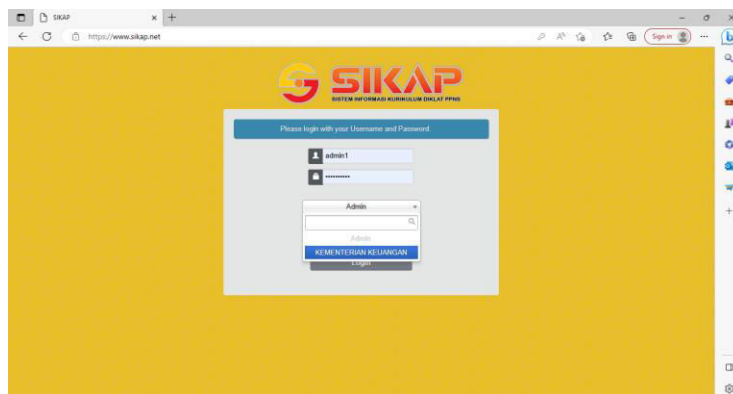 SIKAP
https://www.sikap.net
Sign in
SIKAP
SISTEM INFORMASI KURIKULUM DIKLAT PPNS
Please login with your Username and Password.
admin1
••••••••••
Admin
Admin
KEMENTERIAN KEUANGAN
Login